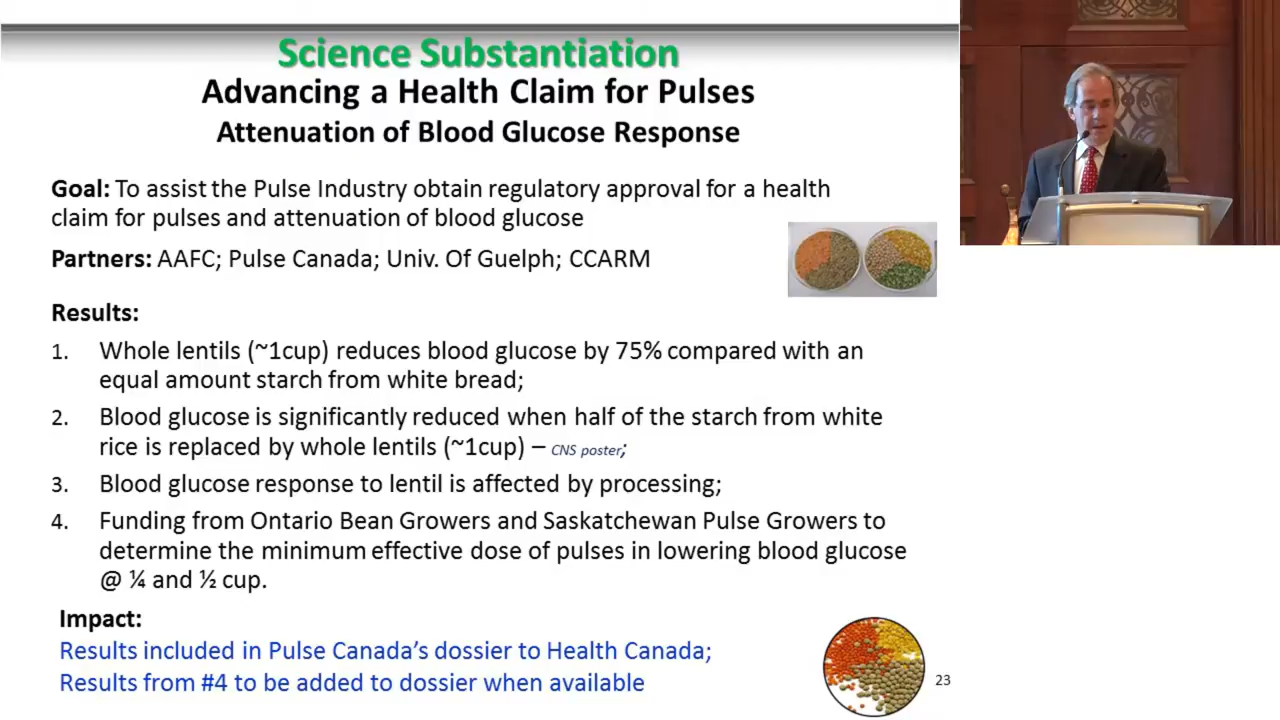 Science Substantiation
Advancing a Health Claim for Pulses
Attenuation of Blood Glucose Response
Goal: To assist the Pulse Industry obtain regulatory approval for a health
claim for pulses and attenuation of blood glucose
Partners: AAFC; Pulse Canada; Univ. Of Guelph; CCARM
Results:
1. Whole lentils (~1cup) reduces blood glucose by 75% compared with an
equal amount starch from white bread;
2. Blood glucose is significantly reduced when half of the starch from white
rice is replaced by whole lentils (~1cup) – CNS poster;
3. Blood glucose response to lentil is affected by processing;
4. Funding from Ontario Bean Growers and Saskatchewan Pulse Growers to
determine the minimum effective dose of pulses in lowering blood glucose
@ ¼ and ½ cup.
Impact:
Results included in Pulse Canada’s dossier to Health Canada;
Results from #4 to be added to dossier when available
23